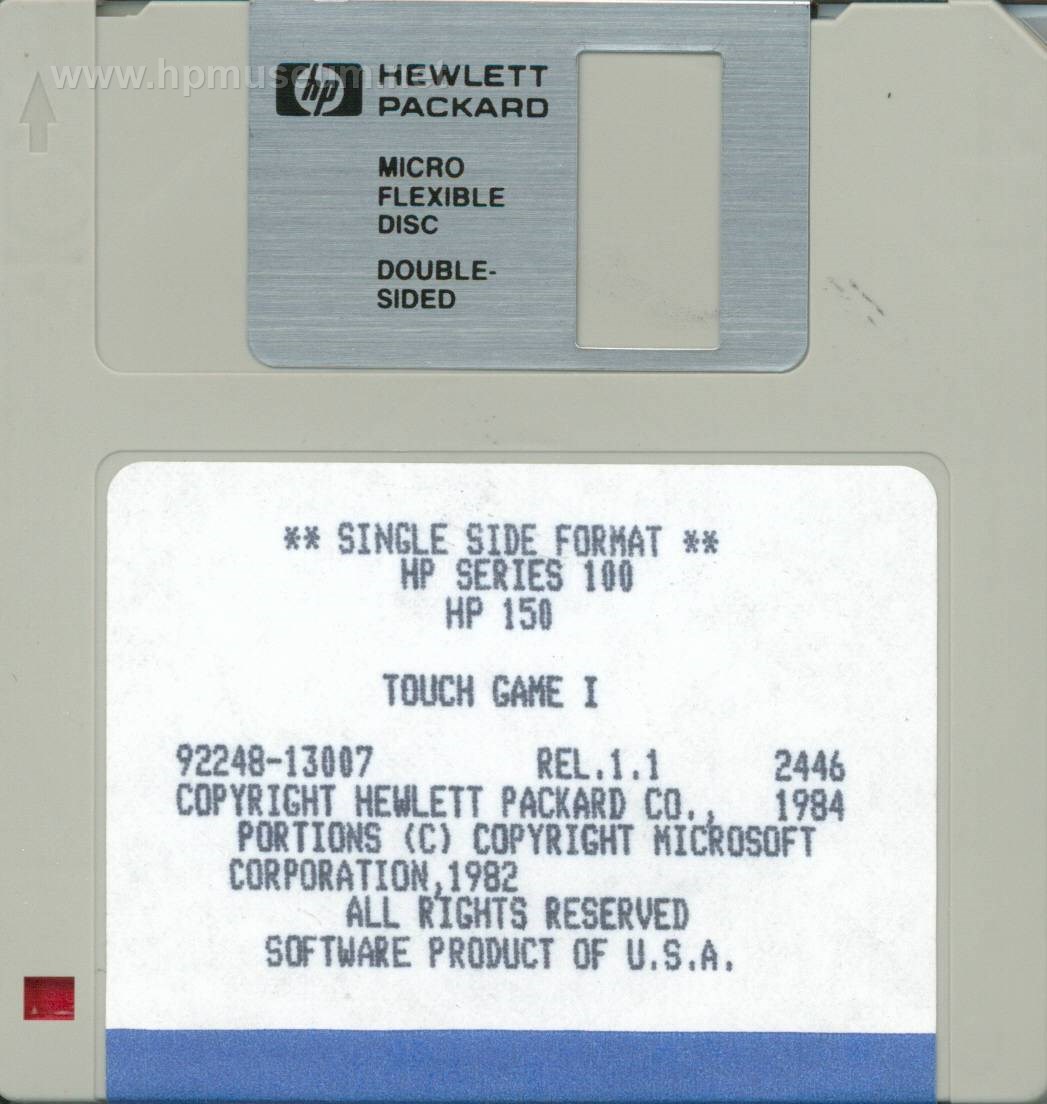 www.hpmuseum.net
hp HEWLETT
PACKARD
MICRO
FLEXIBLE
DISC
DOUBLE-
SIDED
** SINGLE SIDE FORMAT **
HP SERIES 100
HP 150
TOUCH GAME I
92248-13007 REL.1.1 2446
COPYRIGHT HEWLETT PACKARD CO., 1984
PORTIONS (C) COPYRIGHT MICROSOFT
CORPORATION,1982
ALL RIGHTS RESERVED
SOFTWARE PRODUCT OF U.S.A.